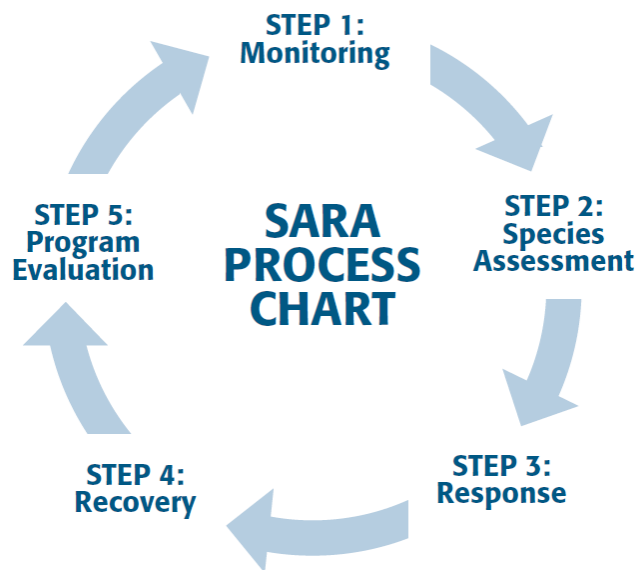 STEP 1:
Monitoring
STEP 2:
Species
Assessment
STEP 3:
Response
STEP 4:
Recovery
STEP 5:
Program
Evaluation
SARA
PROCESS
CHART